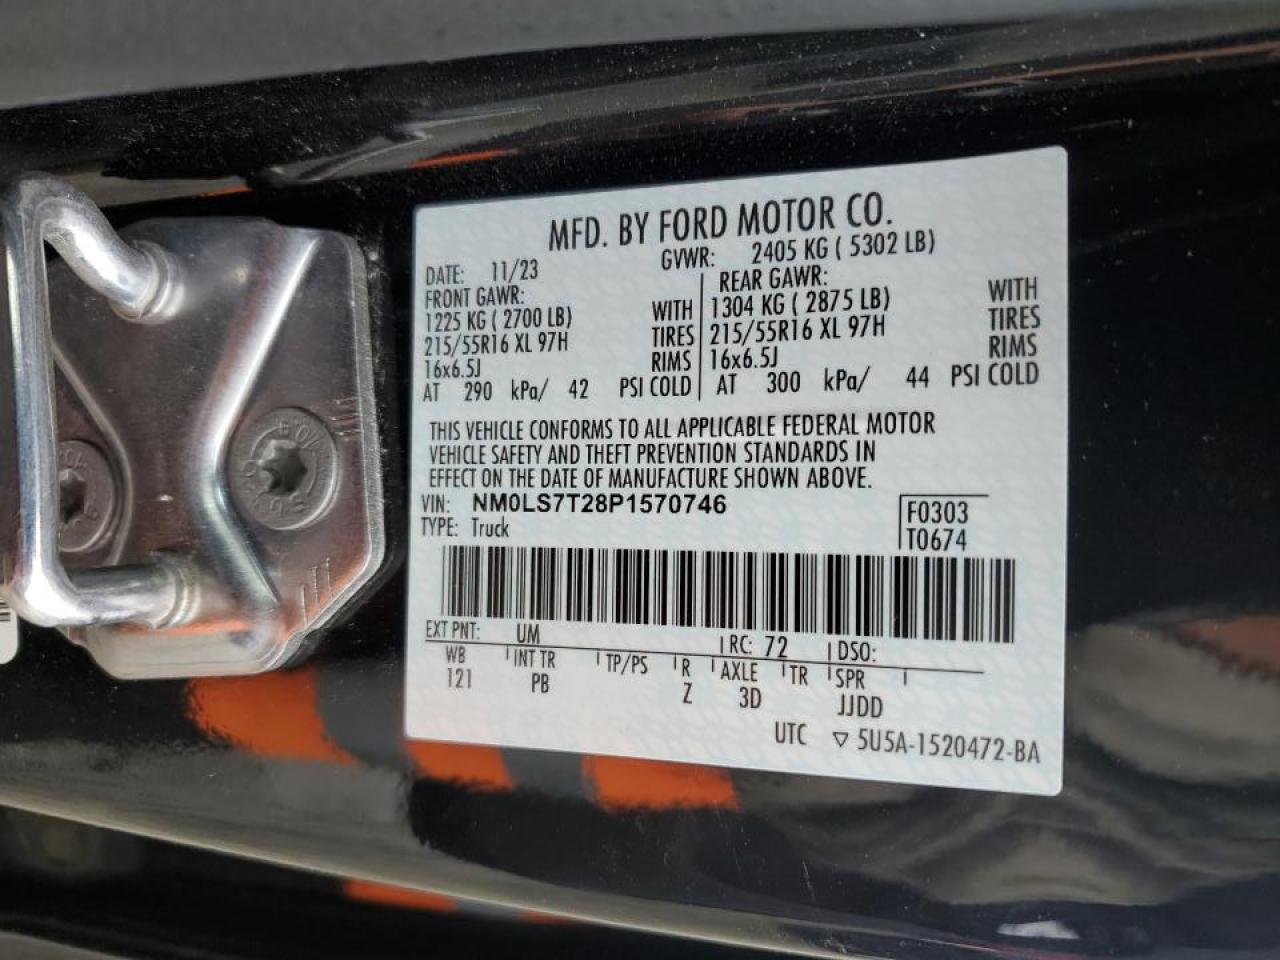 MFD. BY FORD MOTOR CO.
DATE: 11/23 GVWR: 2405 KG ( 5302 LB)
FRONT GAWR: REAR GAWR:
1225 KG ( 2700 LB) WITH 1304 KG ( 2875 LB) WITH
215/55R16 XL 97H TIRES 215/55R16 XL 97H TIRES
16x6.5J RIMS 16x6.5J RIMS
AT 290 kPa/ 42 PSI COLD AT 300 kPa/ 44 PSI COLD
THIS VEHICLE CONFORMS TO ALL APPLICABLE FEDERAL MOTOR
VEHICLE SAFETY AND THEFT PREVENTION STANDARDS IN
EFFECT ON THE DATE OF MANUFACTURE SHOWN ABOVE.
VIN: NM0LS7T28P1570746 F0303
TYPE: Truck T0674
EXT PNT: UM RC: 72 DSO:
WB INT TR TP/PS R AXLE TR SPR
121 PB Z 3D JJDD
UTC ▽ 5U5A-1520472-BA